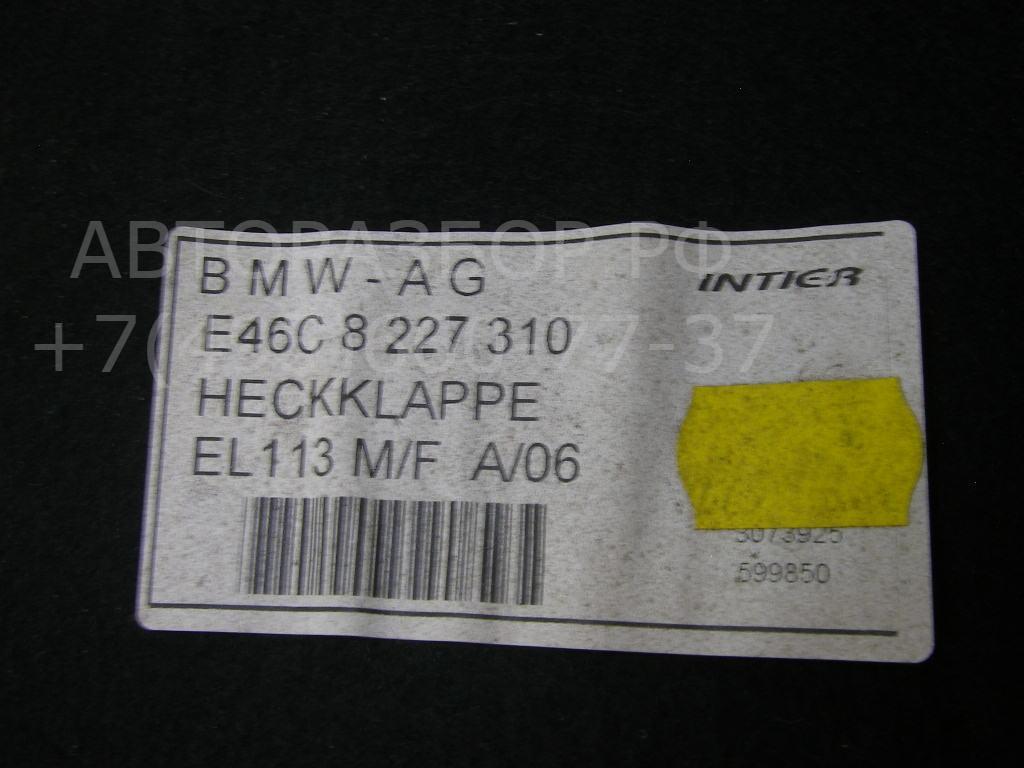 АВТОРАЗБОР.РФ
BMW-AG
INTIER
E46C 8 227 310
HECKKLAPPE
EL113 M/F A/06
3073925
599850